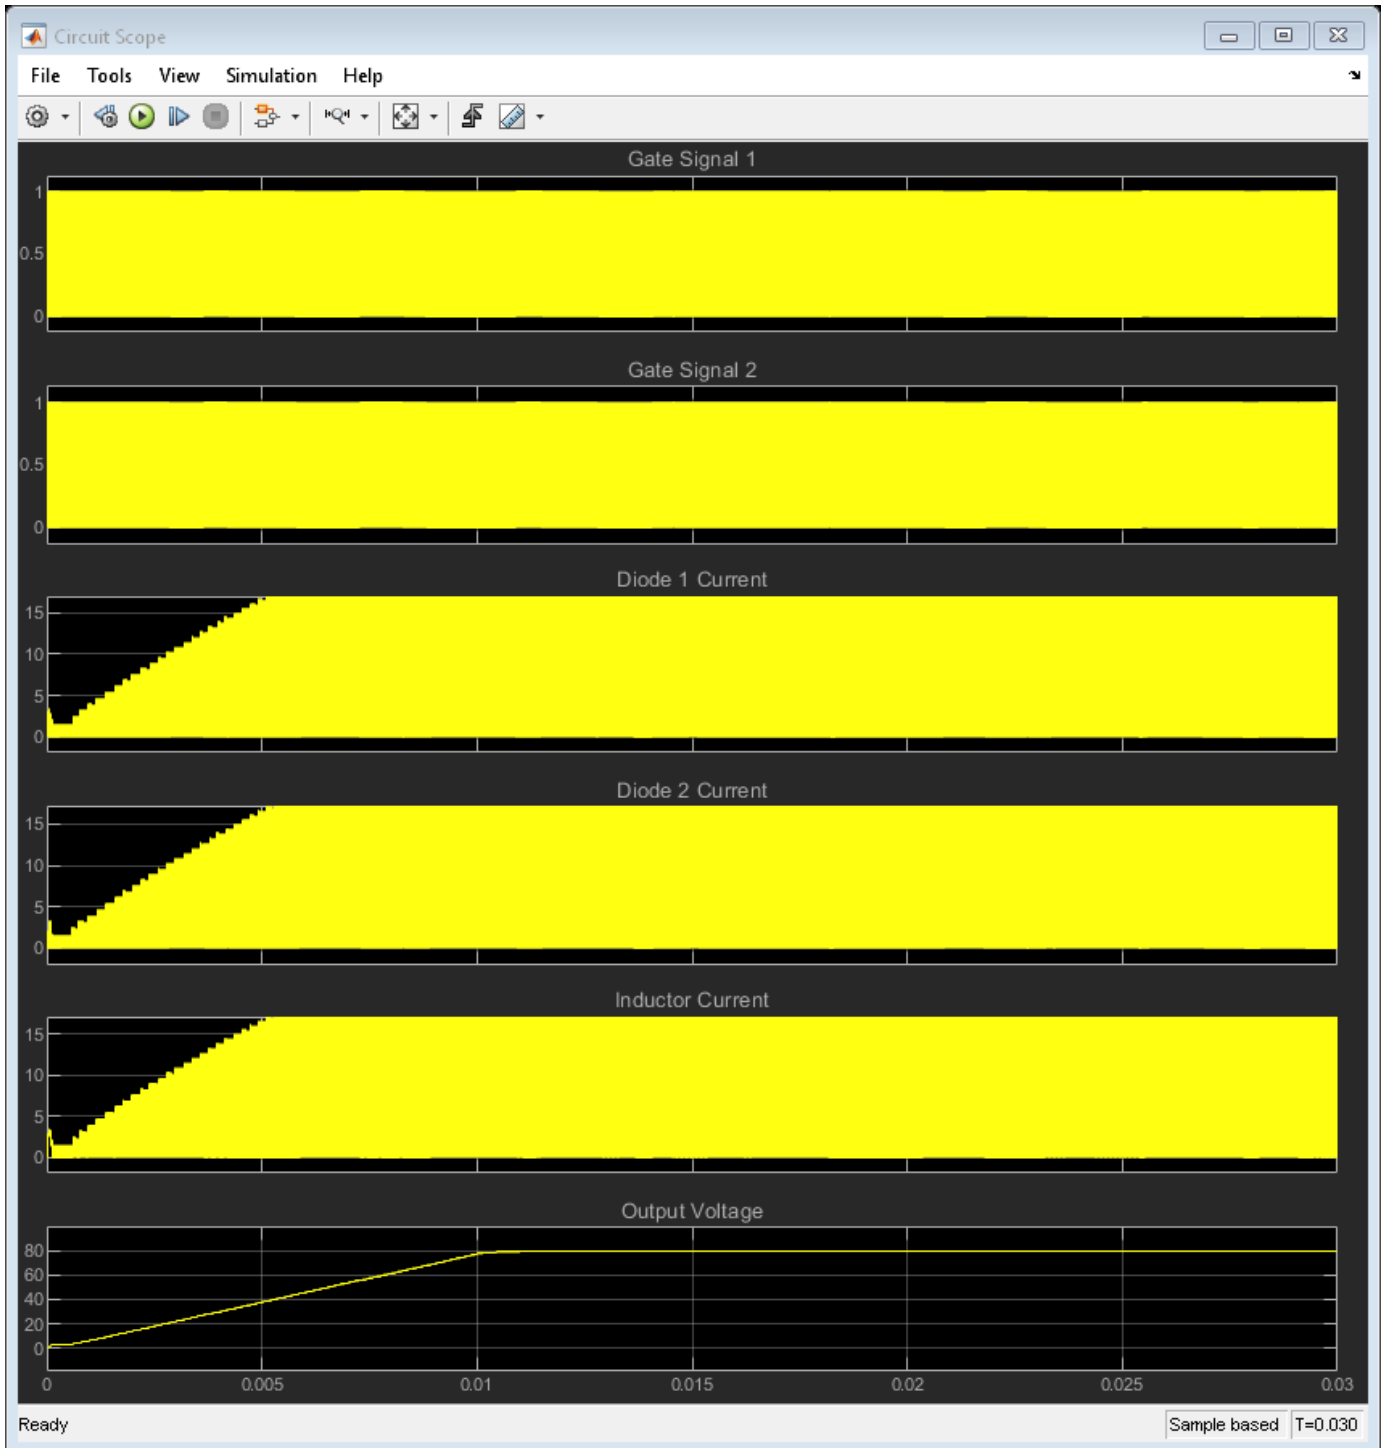 Circuit Scope
File Tools View Simulation Help
Gate Signal 1
1
0.5
0
Gate Signal 2
1
0.5
0
Diode 1 Current
15
10
5
0
Diode 2 Current
15
10
5
0
Inductor Current
15
10
5
0
Output Voltage
80
60
40
20
0
0 0.005 0.01 0.015 0.02 0.025 0.03
Ready Sample based T=0.030